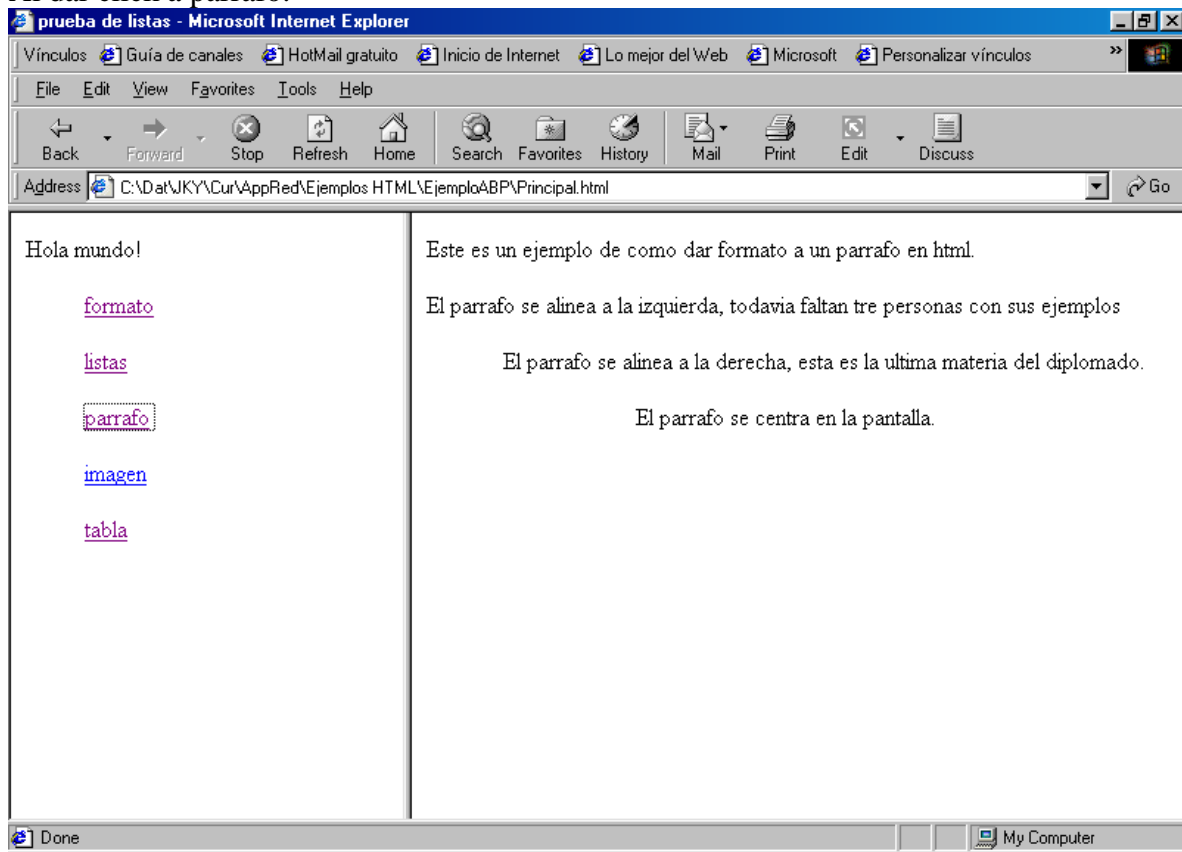 Al dar click a parrafo:
prueba de listas - Microsoft Internet Explorer
Vínculos Guía de canales HotMail gratuito Inicio de Internet Lo mejor del Web Microsoft Personalizar vínculos »
File Edit View Favorites Tools Help
Back Forward Stop Refresh Home Search Favorites History Mail Print Edit Discuss
Address C:\Dat\JKY\Cur\AppRed\Ejemplos HTML\EjemploABP\Principal.html Go
Hola mundo!
formato
listas
parrafo
imagen
tabla
Este es un ejemplo de como dar formato a un parrafo en html.
El parrafo se alinea a la izquierda, todavia faltan tre personas con sus ejemplos
El parrafo se alinea a la derecha, esta es la ultima materia del diplomado.
El parrafo se centra en la pantalla.
Done My Computer